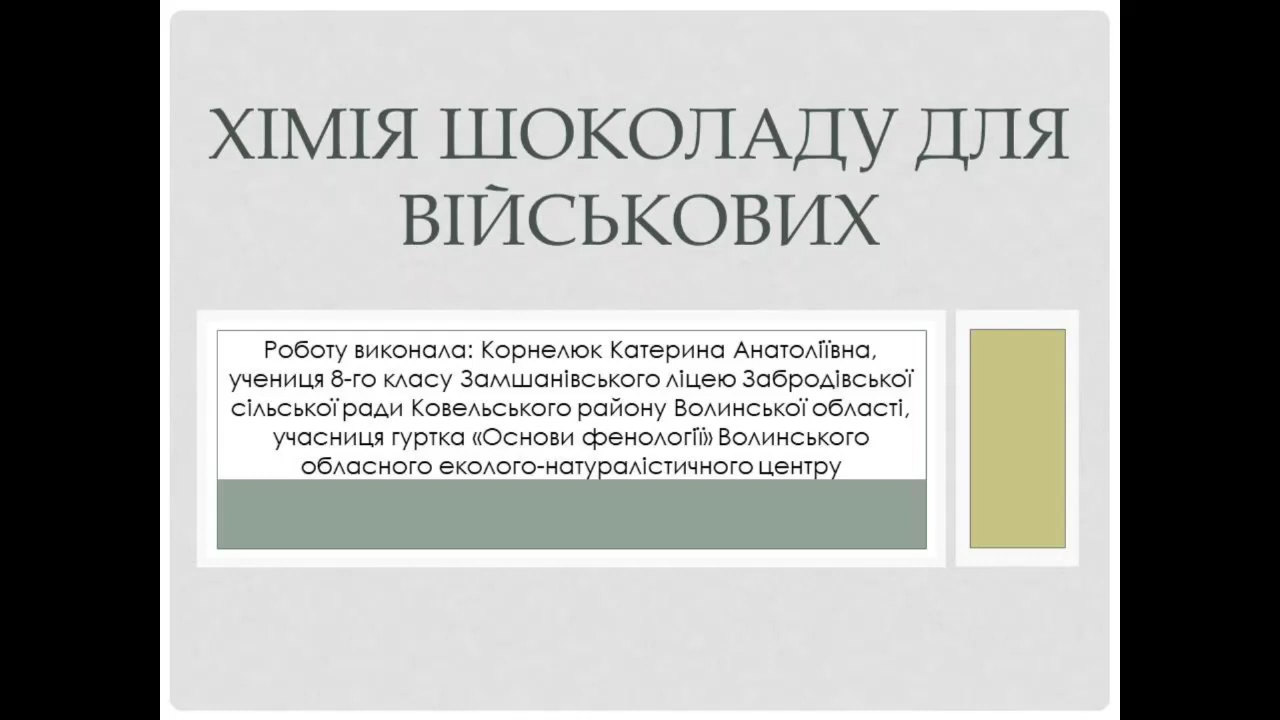 ХІМІЯ ШОКОЛАДУ ДЛЯ
ВІЙСЬКОВИХ
Роботу виконала: Корнелюк Катерина Анатоліївна,
учениця 8-го класу Замшанівського ліцею Забродівської
сільської ради Ковельського району Волинської області,
учасниця гуртка «Основи фенології» Волинського
обласного еколого-натуралістичного центру